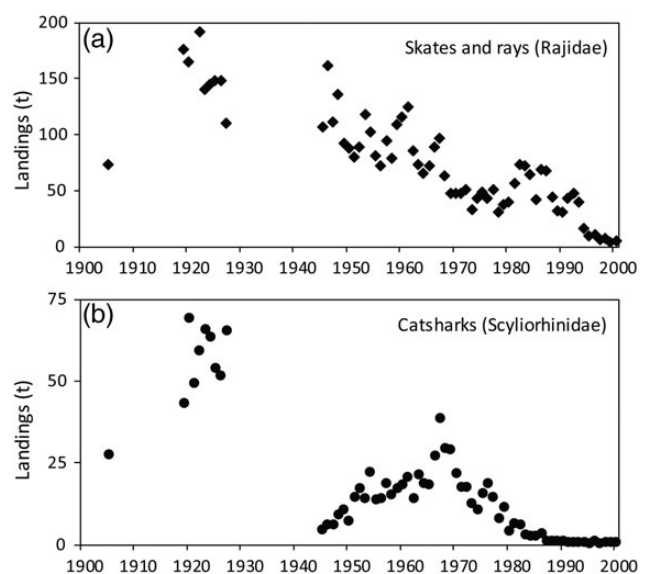 (a)
Skates and rays (Rajidae)
Landings (t)
200
150
100
50
0
1900 1910 1920 1930 1940 1950 1960 1970 1980 1990 2000
(b)
Catsharks (Scyliorhinidae)
Landings (t)
75
50
25
0
1900 1910 1920 1930 1940 1950 1960 1970 1980 1990 2000